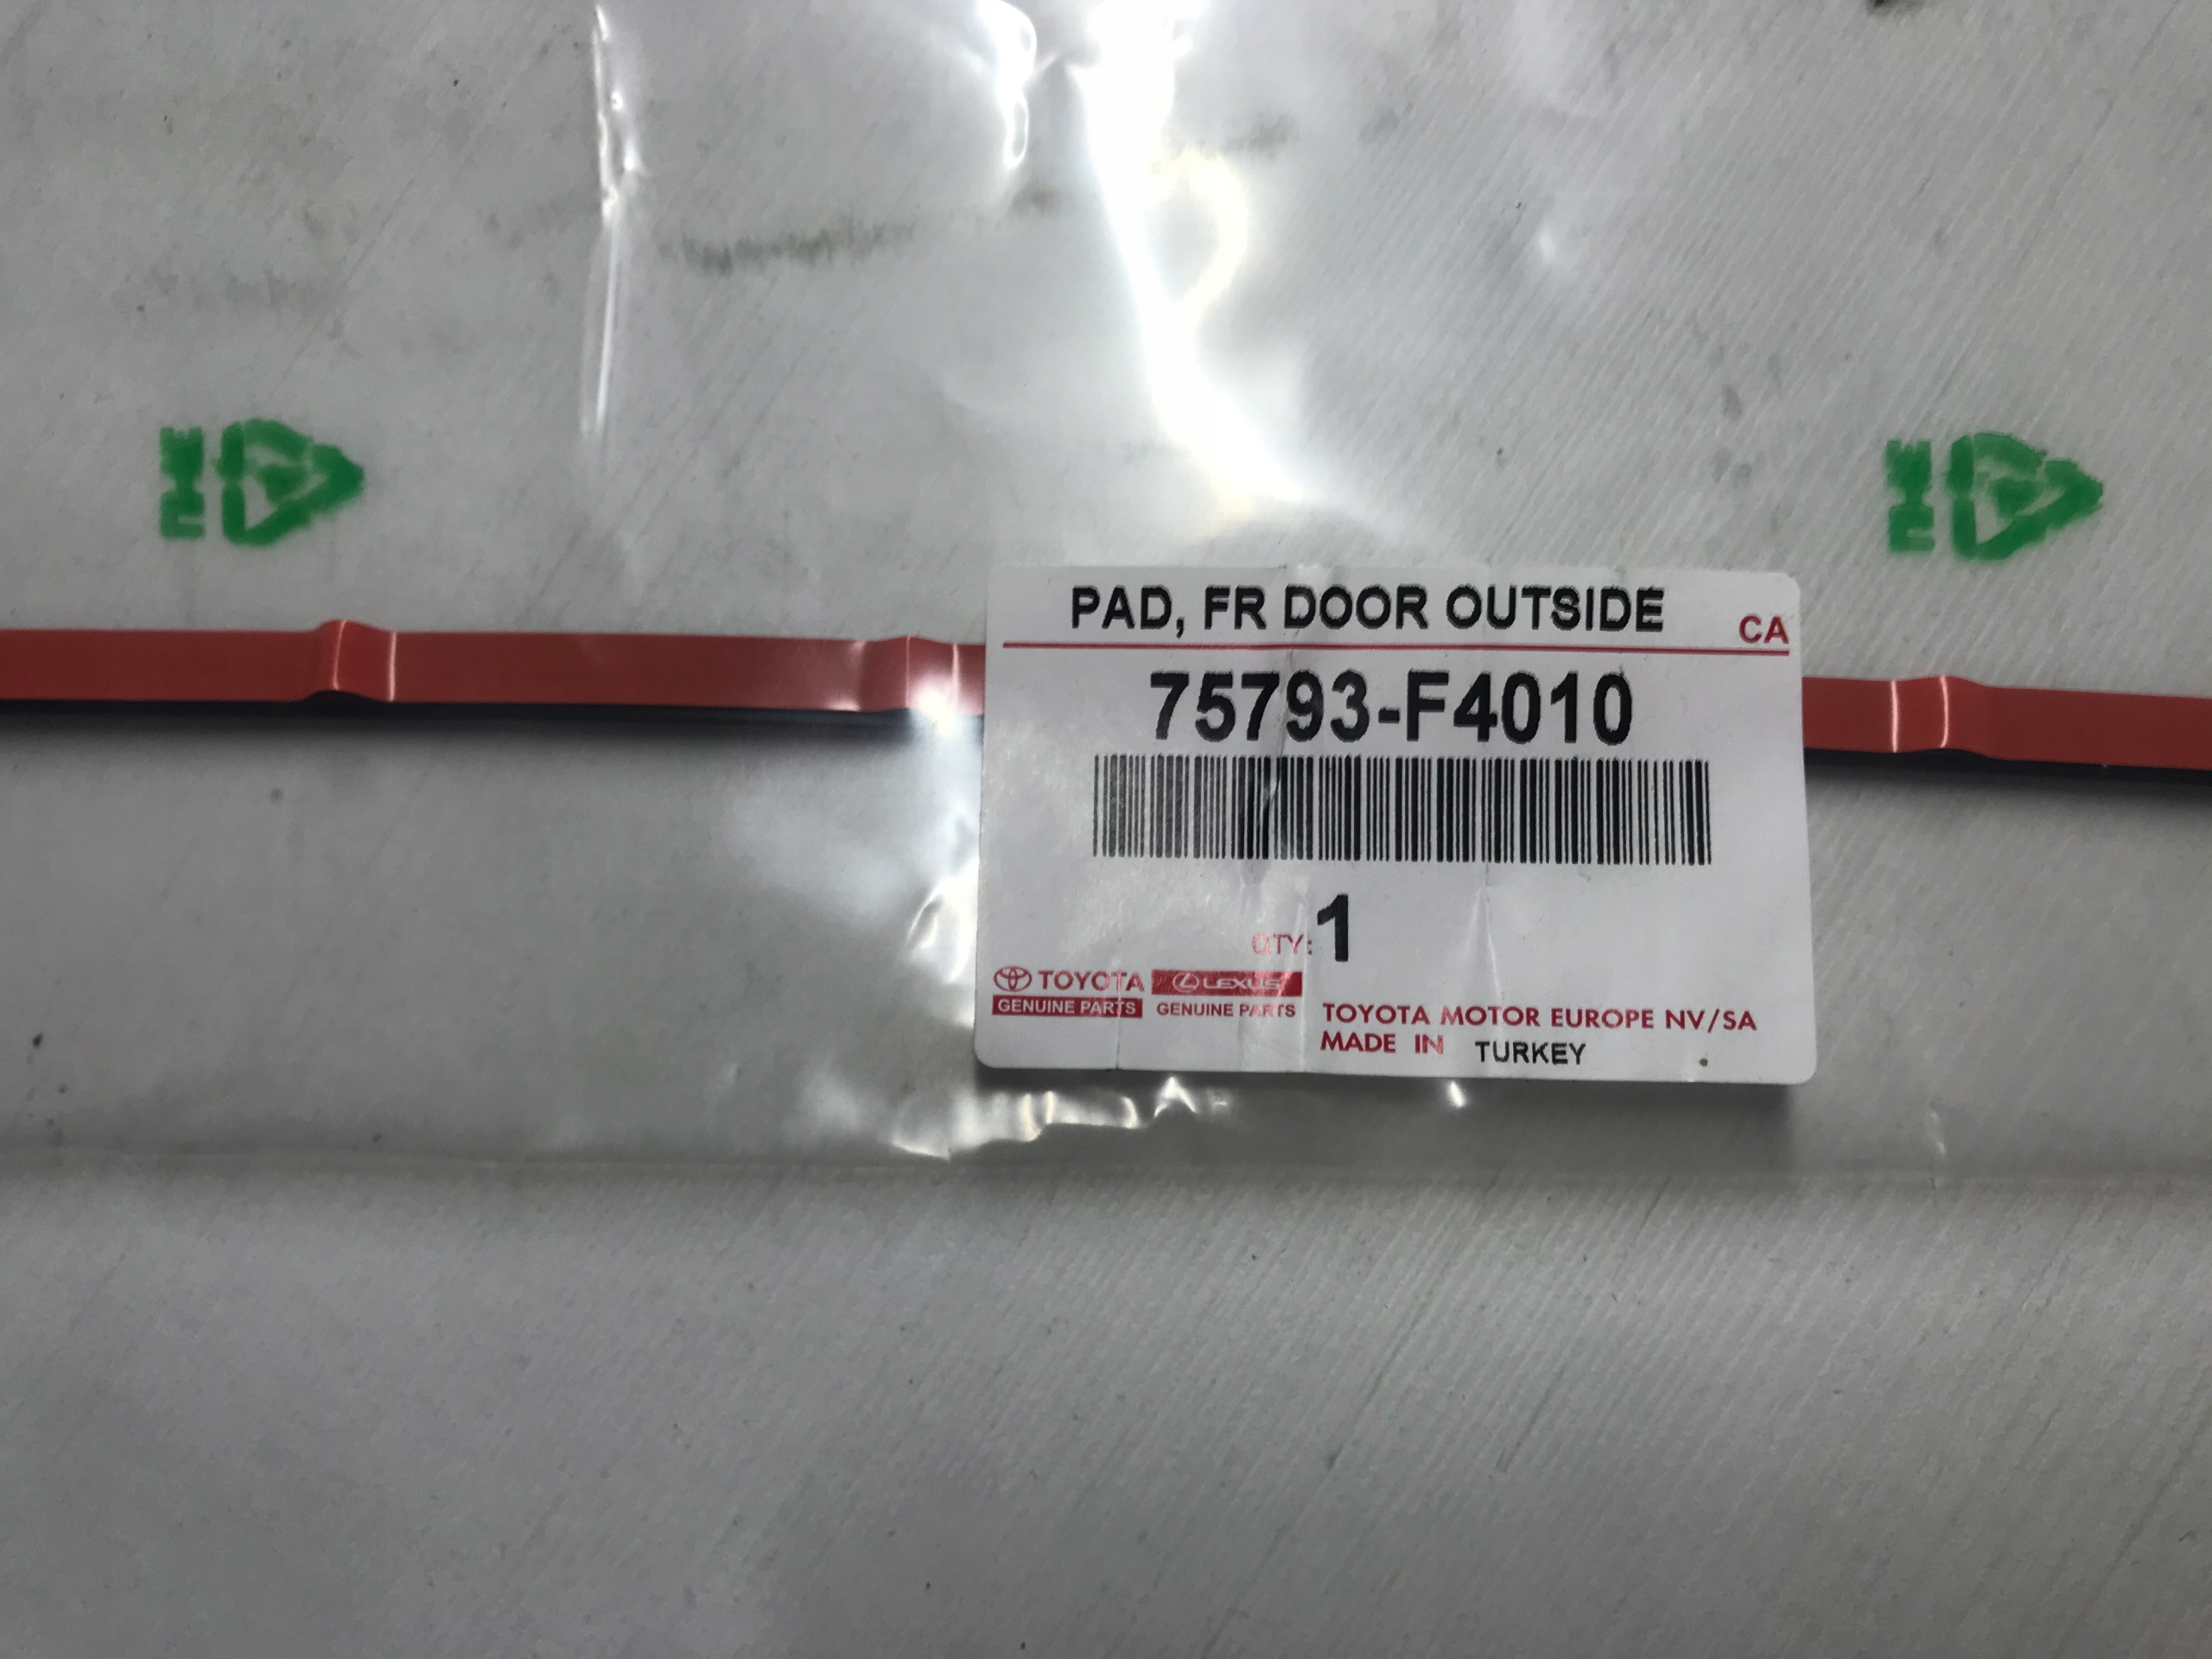 PAD, FR DOOR OUTSIDE
CA
75793-F4010
QTY: 1
TOYOTA
GENUINE PARTS
LEXUS
GENUINE PARTS
TOYOTA MOTOR EUROPE NV/SA
MADE IN TURKEY